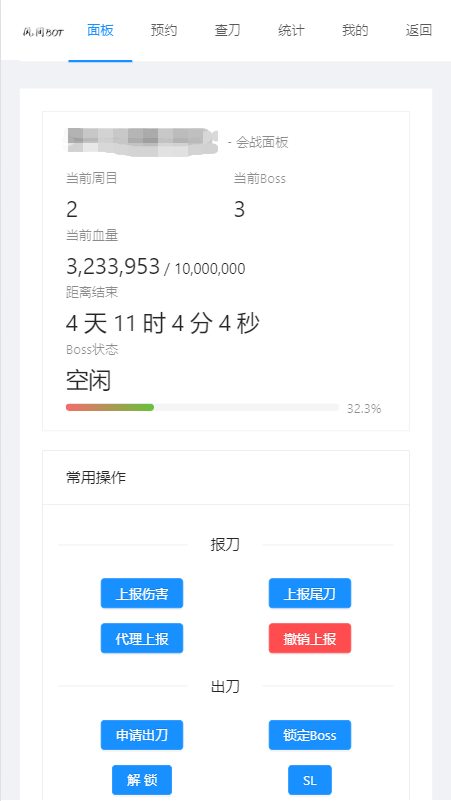 凤凰BOT 面板 预约 查刀 统计 我的 返回
- 会战面板
当前周目 当前Boss
2 3
当前血量
3,233,953 / 10,000,000
距离结束
4 天 11 时 4 分 4 秒
Boss状态
空闲
32.3%
常用操作
报刀
上报伤害 上报尾刀
代理上报 撤销上报
出刀
申请出刀 锁定Boss
解 锁 SL